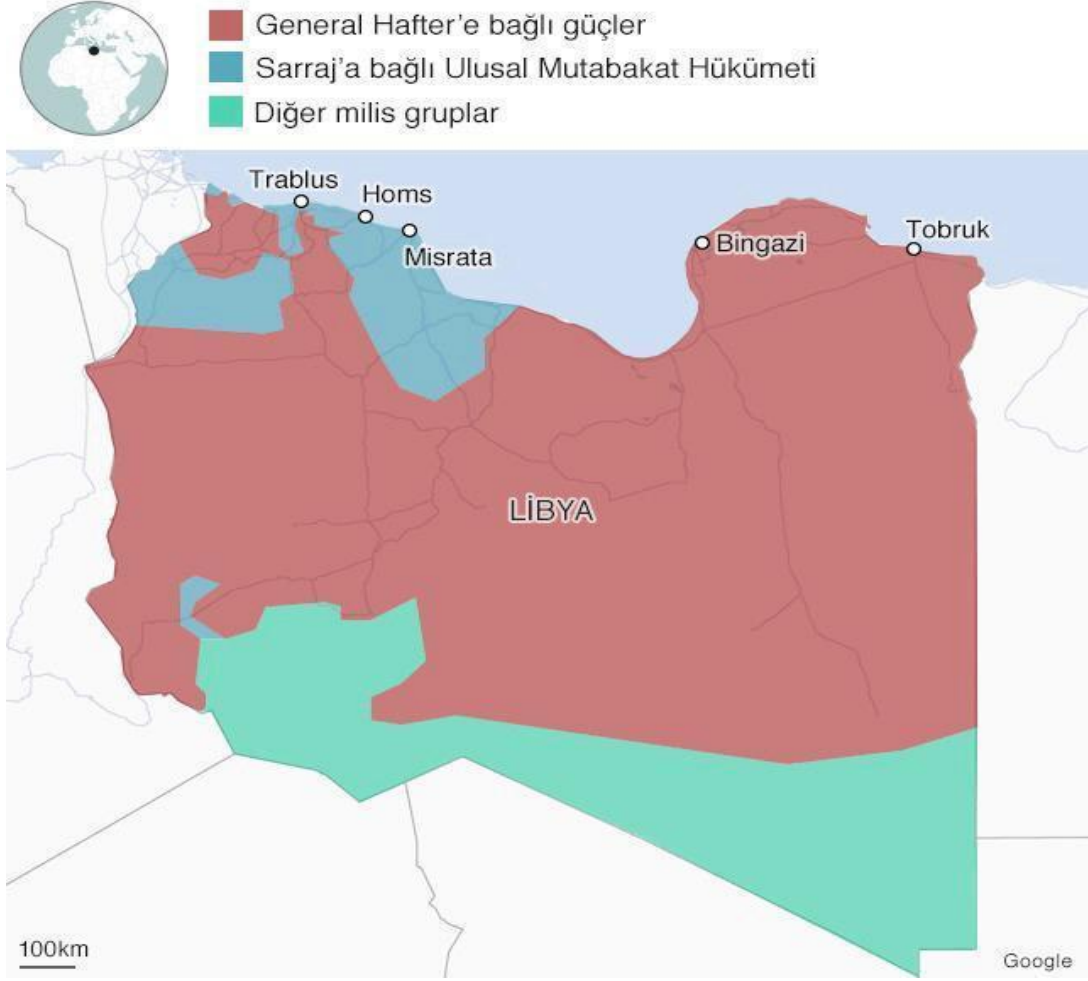 General Hafter’e bağlı güçler
Sarraj’a bağlı Ulusal Mutabakat Hükümeti
Diğer milis gruplar
Trablus
Homs
Misrata
Bingazi
Tobruk
LİBYA
100km
Google